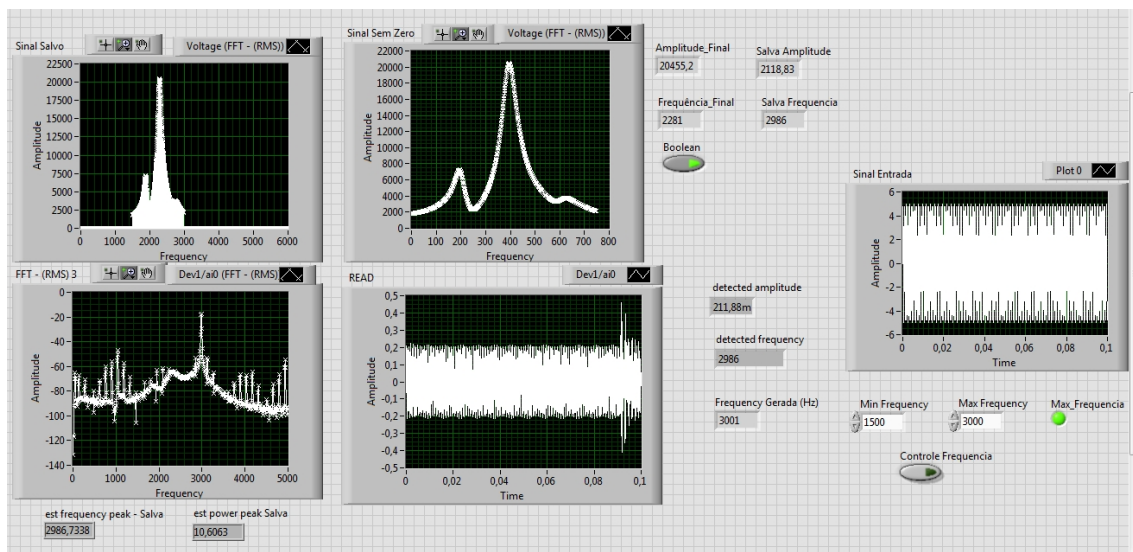 Sinal Salvo
Voltage (FFT - (RMS))
Amplitude
22500
20000
17500
15000
12500
10000
7500
5000
2500
0
0 1000 2000 3000 4000 5000 6000
Frequency
Sinal Sem Zero
Voltage (FFT - (RMS))
Amplitude
22000
20000
18000
16000
14000
12000
10000
8000
6000
4000
2000
0
0 100 200 300 400 500 600 700 800
Frequency
Amplitude_Final
20455,2
Salva Amplitude
2118,83
Frequência_Final
2281
Salva Frequencia
2986
Boolean
Sinal Entrada
Plot 0
Amplitude
6
4
2
0
-2
-4
-6
0 0,02 0,04 0,06 0,08 0,1
Time
FFT - (RMS) 3
Dev1/ai0 (FFT - (RMS)
Amplitude
0
-20
-40
-60
-80
-100
-120
-140
0 1000 2000 3000 4000 5000
Frequency
READ
Dev1/ai0
Amplitude
0,5
0,4
0,3
0,2
0,1
0
-0,1
-0,2
-0,3
-0,4
-0,5
0 0,02 0,04 0,06 0,08 0,1
Time
detected amplitude
211,88m
detected frequency
2986
Frequency Gerada (Hz)
3001
Min Frequency
1500
Max Frequency
3000
Max_Frequencia
Controle Frequencia
est frequency peak - Salva
2986,7338
est power peak Salva
10,6063